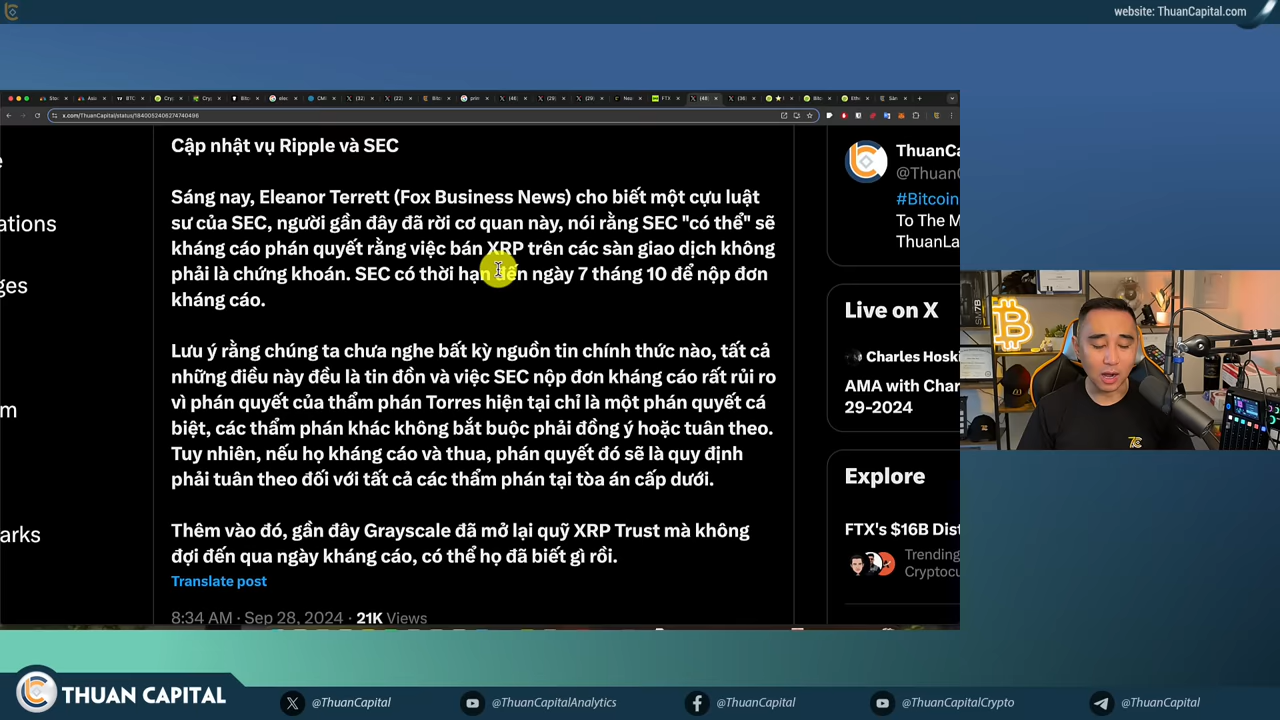 website: ThuanCapital.com
x.com/ThuanCapital/status/1840052406274740496
Cập nhật vụ Ripple và SEC
Sáng nay, Eleanor Terrett (Fox Business News) cho biết một cựu luật
sư của SEC, người gần đây đã rời cơ quan này, nói rằng SEC "có thể" sẽ
kháng cáo phán quyết rằng việc bán XRP trên các sàn giao dịch không
phải là chứng khoán. SEC có thời hạn đến ngày 7 tháng 10 để nộp đơn
kháng cáo.
Lưu ý rằng chúng ta chưa nghe bất kỳ nguồn tin chính thức nào, tất cả
những điều này đều là tin đồn và việc SEC nộp đơn kháng cáo rất rủi ro
vì phán quyết của thẩm phán Torres hiện tại chỉ là một phán quyết cá
biệt, các thẩm phán khác không bắt buộc phải đồng ý hoặc tuân theo.
Tuy nhiên, nếu họ kháng cáo và thua, phán quyết đó sẽ là quy định
phải tuân theo đối với tất cả các thẩm phán tại tòa án cấp dưới.
Thêm vào đó, gần đây Grayscale đã mở lại quỹ XRP Trust mà không
đợi đến qua ngày kháng cáo, có thể họ đã biết gì rồi.
Translate post
8:34 AM · Sep 28, 2024 · 21K Views
ations
ges
m
arks
ThuanCa
@ThuanC
#Bitcoin
To The M
ThuanLa
Live on X
Charles Hosk
AMA with Char
29-2024
Explore
FTX's $16B Dist
Trending
Cryptocu
SM7B
THUAN CAPITAL
@ThuanCapital
@ThuanCapitalAnalytics
@ThuanCapital
@ThuanCapitalCrypto
@ThuanCapital